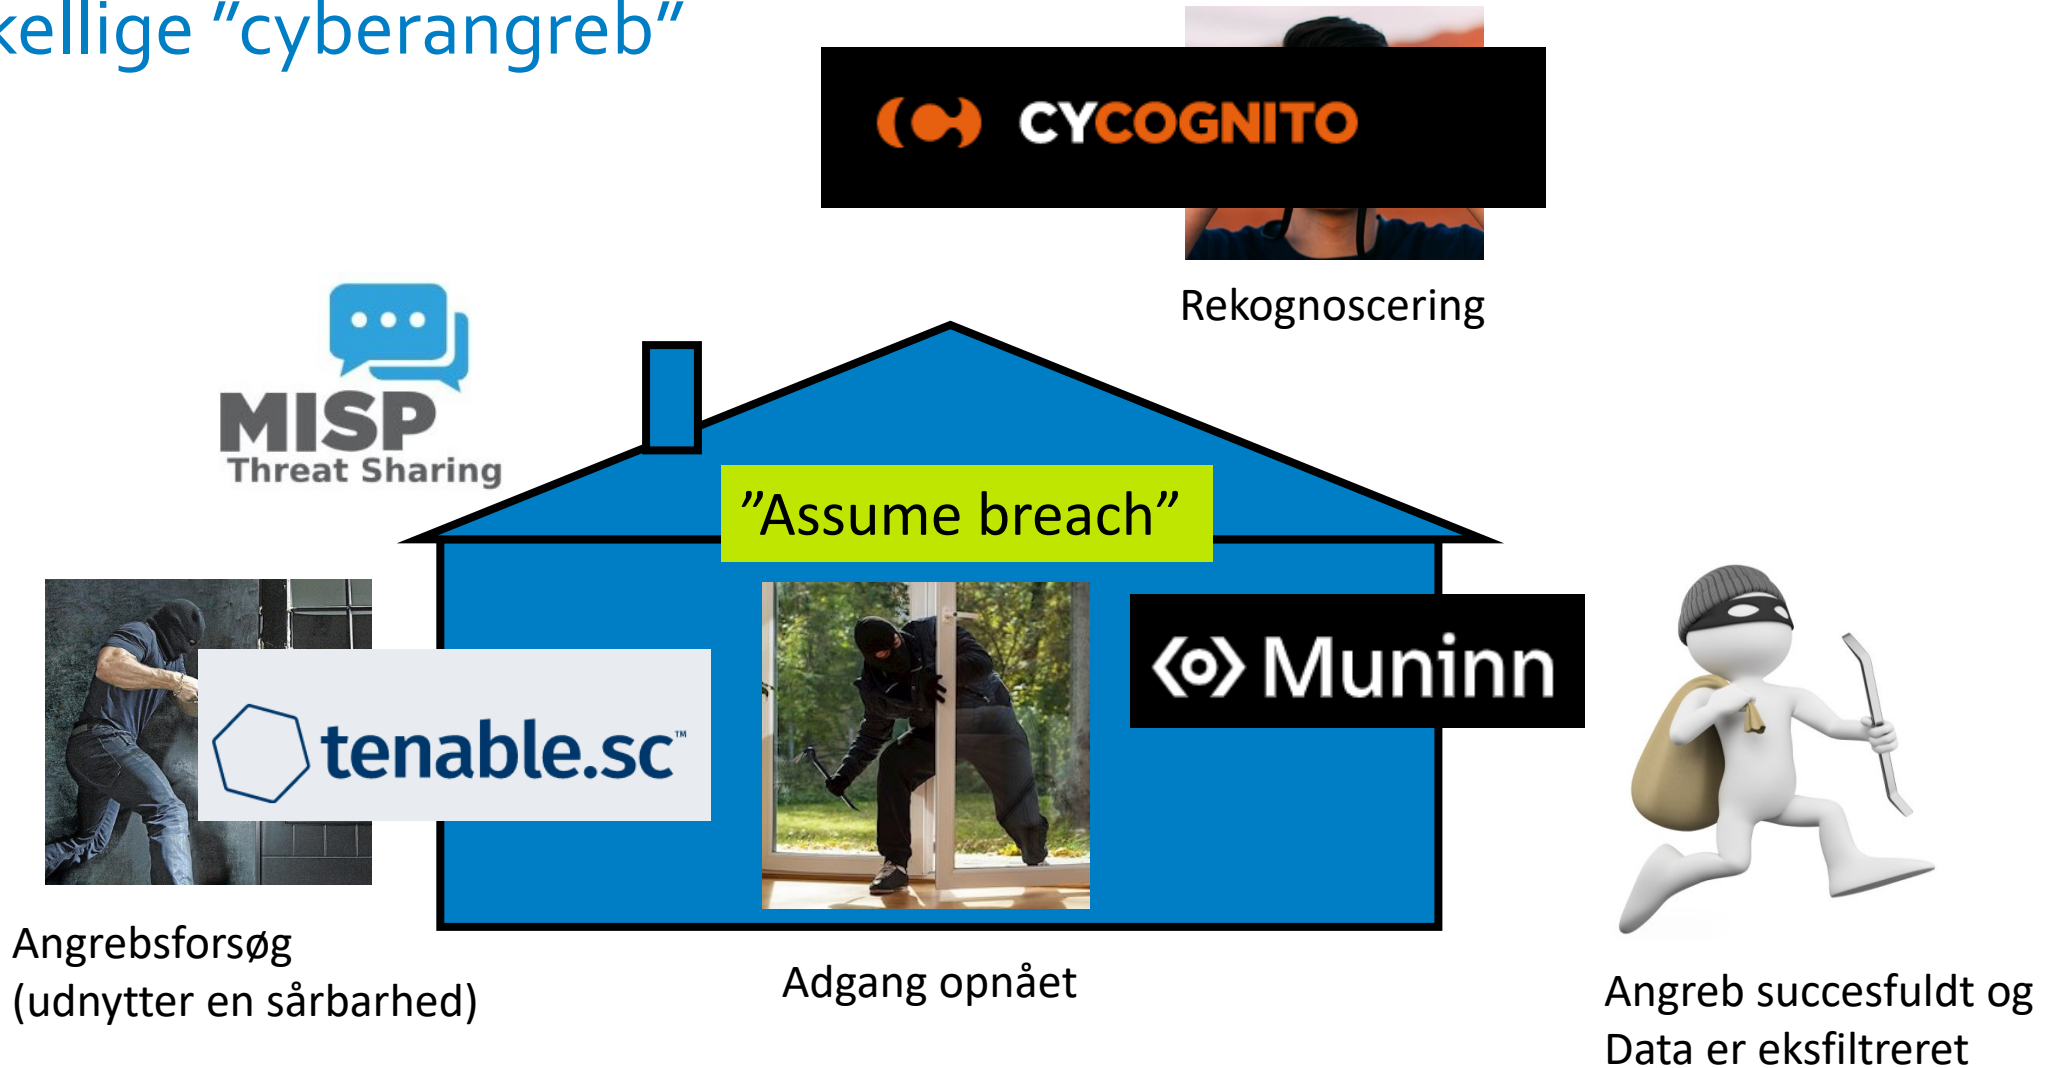 kellige ”cyberangreb”
CYCOGNITO
Rekognoscering
MISP
Threat Sharing
”Assume breach”
Muninn
tenable.sc™
Angrebsforsøg
(udnytter en sårbarhed)
Adgang opnået
Angreb succesfuldt og
Data er eksfiltreret